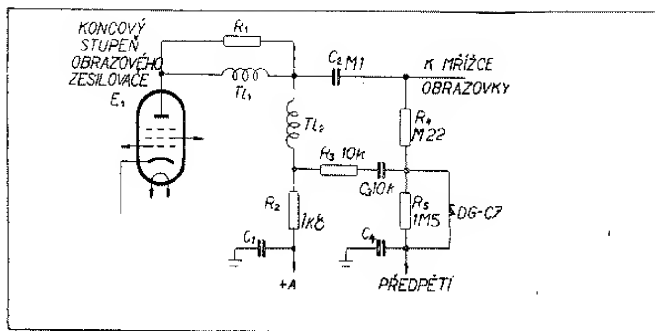 KONCOVÝ
STUPEŇ
OBRAZOVÉHO
ZESILOVAČE
E₁
R₁
TL₁
C₂ M1
K MŘÍŽCE
OBRAZOVKY
TL₂
R₄
M22
R₃ 10k
C₃ 10k
R₂
1k8
R₅
1M5
DG-C7
C₁
C₄
+A
PŘEDPĚTÍ